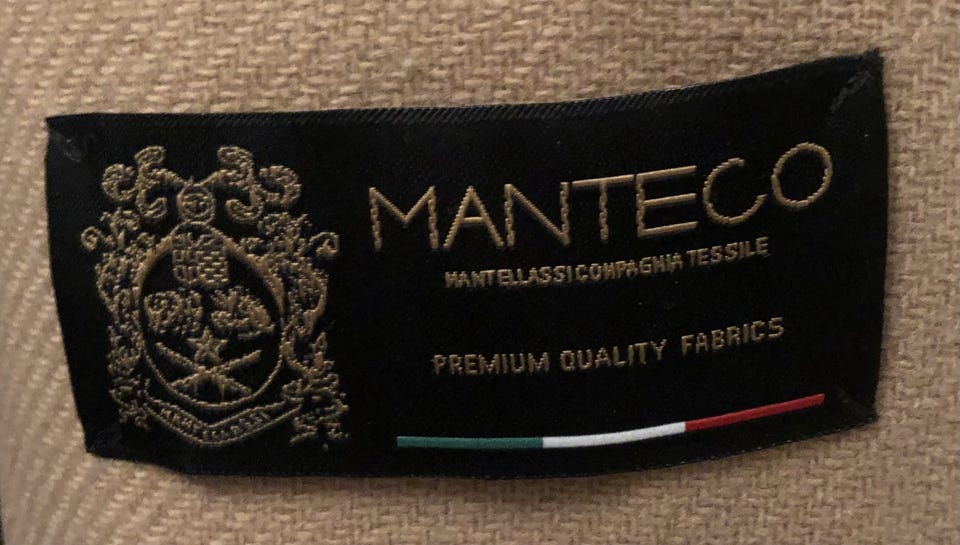 MANTECO
MANTELLASSI COMPAGNIA TESSILE
PREMIUM QUALITY FABRICS